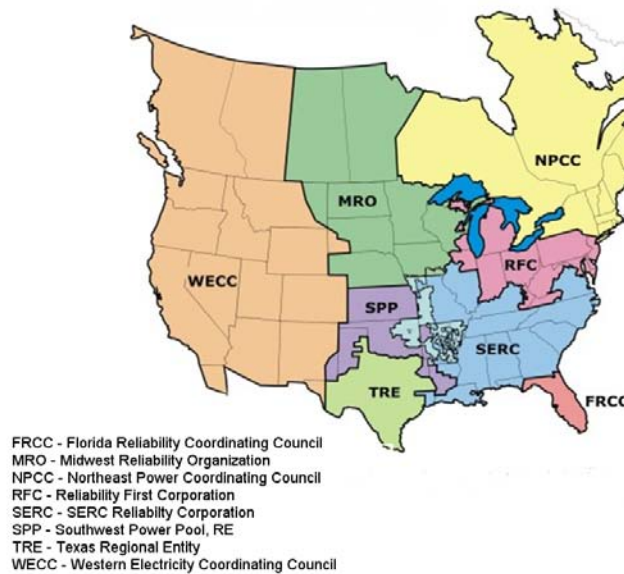 NPCC
MRO
RFC
WECC
SPP
SERC
TRE
FRCC
FRCC - Florida Reliability Coordinating Council
MRO - Midwest Reliability Organization
NPCC - Northeast Power Coordinating Council
RFC - Reliability First Corporation
SERC - SERC Reliabilty Corporation
SPP - Southwest Power Pool, RE
TRE - Texas Regional Entity
WECC - Western Electricity Coordinating Council